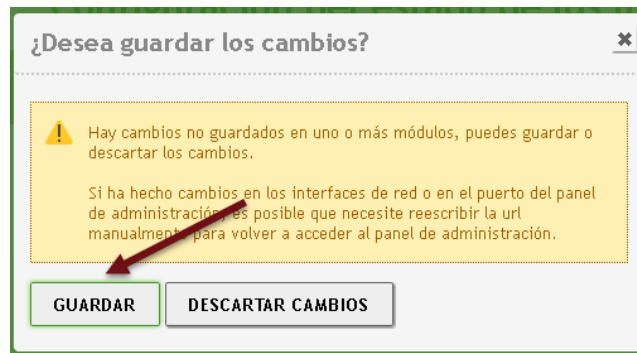 ¿Desea guardar los cambios?
Hay cambios no guardados en uno o más módulos, puedes guardar o
descartar los cambios.
Si ha hecho cambios en los interfaces de red o en el puerto del panel
de administración, es posible que necesite reescribir la url
manualmente para volver a acceder al panel de administración.
GUARDAR
DESCARTAR CAMBIOS